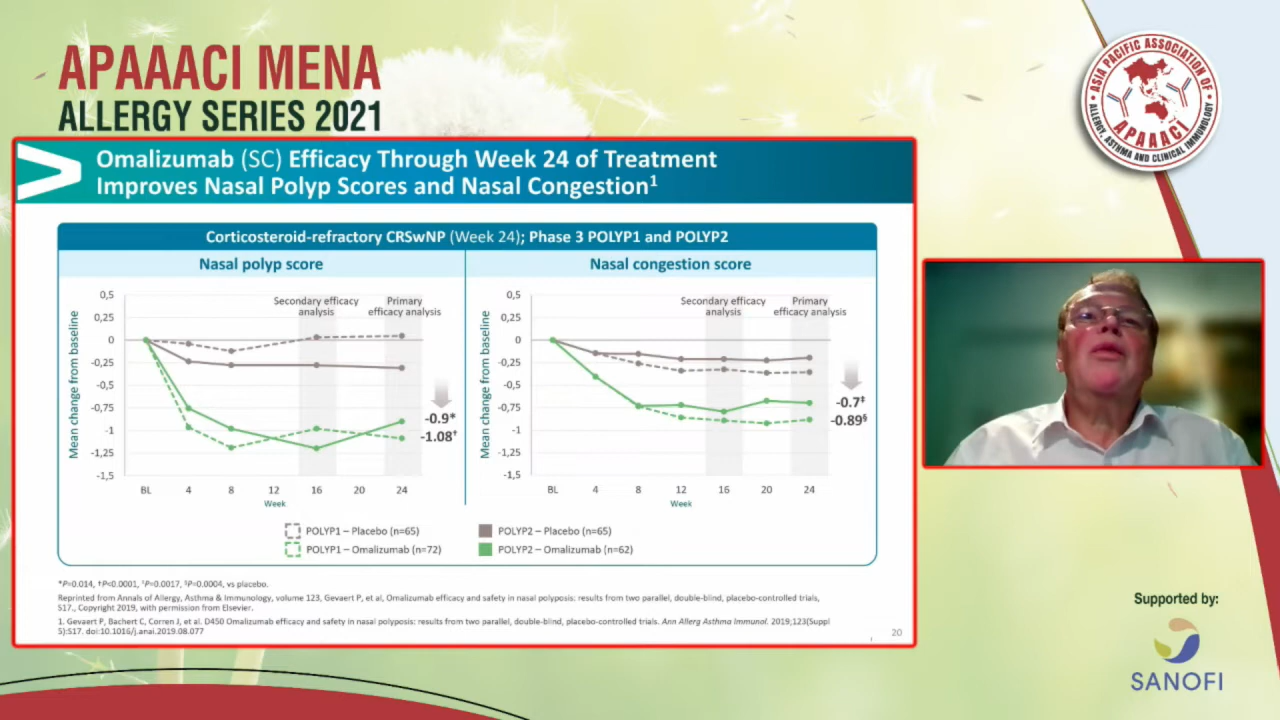 APAAACI MENA
ALLERGY SERIES 2021
ASIA PACIFIC ASSOCIATION OF
ALLERGY, ASTHMA AND CLINICAL IMMUNOLOGY
APAAACI
Omalizumab (SC) Efficacy Through Week 24 of Treatment
Improves Nasal Polyp Scores and Nasal Congestion¹
Corticosteroid-refractory CRSwNP (Week 24); Phase 3 POLYP1 and POLYP2
Nasal polyp score
Nasal congestion score
Mean change from baseline
0,5
0,25
0
-0,25
-0,5
-0,75
-1
-1,25
-1,5
Secondary efficacy
analysis
Primary
efficacy analysis
-0.9*
-1.08†
BL 4 8 12 16 20 24
Week
Mean change from baseline
0,5
0,25
0
-0,25
-0,5
-0,75
-1
-1,25
-1,5
Secondary efficacy
analysis
Primary
efficacy analysis
-0.7‡
-0.89§
BL 4 8 12 16 20 24
Week
POLYP1 – Placebo (n=65) POLYP2 – Placebo (n=65)
POLYP1 – Omalizumab (n=72) POLYP2 – Omalizumab (n=62)
*P=0.014, †P<0.0001, ‡P=0.0017, §P=0.0004, vs placebo.
Reprinted from Annals of Allergy, Asthma & Immunology, volume 123, Gevaert P, et al, Omalizumab efficacy and safety in nasal polyposis: results from two parallel, double-blind, placebo-controlled trials,
S17., Copyright 2019, with permission from Elsevier.
1. Gevaert P, Bachert C, Corren J, et al. D450 Omalizumab efficacy and safety in nasal polyposis: results from two parallel, double-blind, placebo-controlled trials. Ann Allerg Asthma Immunol. 2019;123(Suppl
5):S17. doi:10.1016/j.anai.2019.08.077
20
Supported by:
SANOFI